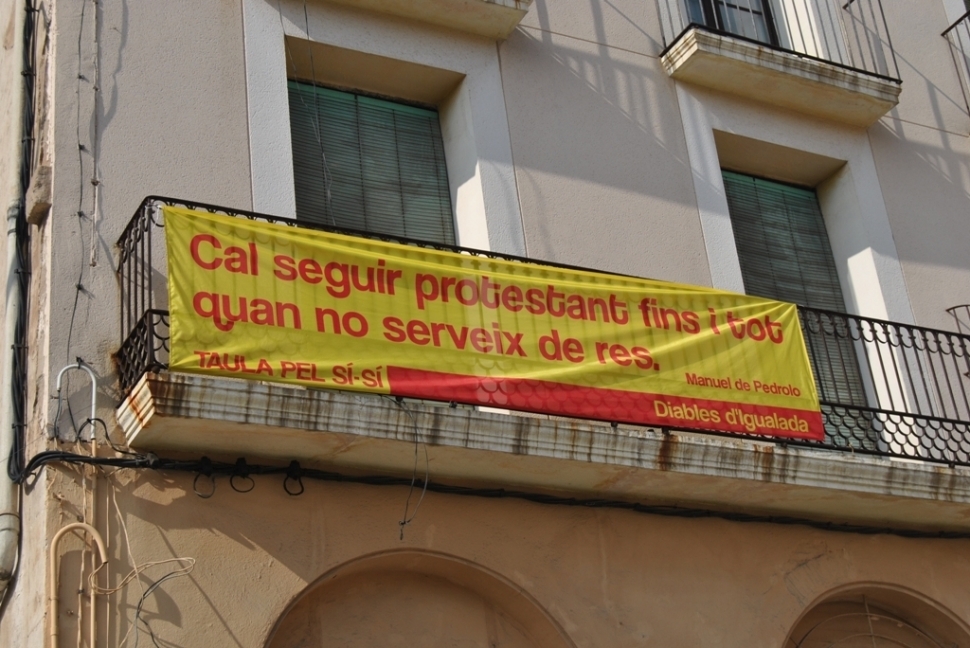 Cal seguir protestant fins i tot
quan no serveix de res.
Manuel de Pedrolo
TAULA PEL SÍ-SÍ
Diables d'Igualada